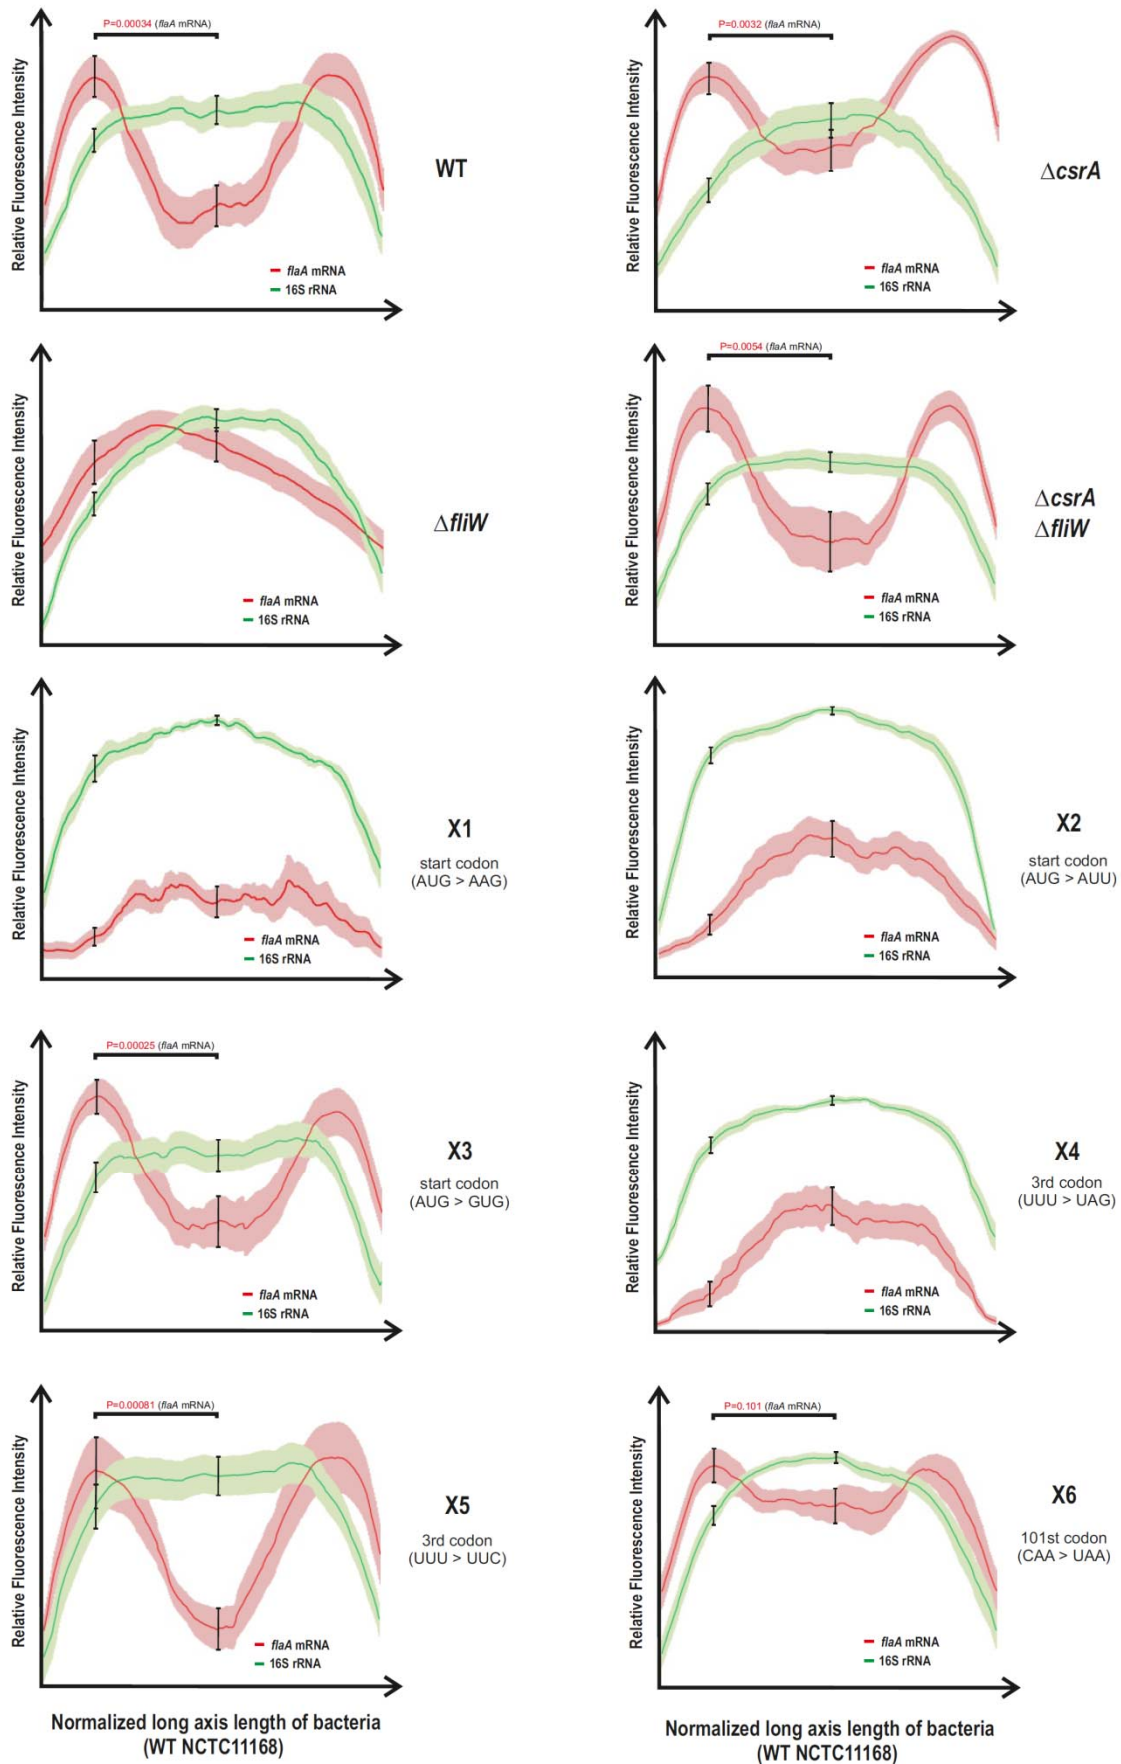 P=0.00034 (flaA mRNA)
Relative Fluorescence Intensity
WT
flaA mRNA
16S rRNA
P=0.0032 (flaA mRNA)
Relative Fluorescence Intensity
ΔcsrA
flaA mRNA
16S rRNA
Relative Fluorescence Intensity
ΔfliW
flaA mRNA
16S rRNA
P=0.0054 (flaA mRNA)
Relative Fluorescence Intensity
ΔcsrA
ΔfliW
flaA mRNA
16S rRNA
Relative Fluorescence Intensity
X1
start codon
(AUG > AAG)
flaA mRNA
16S rRNA
Relative Fluorescence Intensity
X2
start codon
(AUG > AUU)
flaA mRNA
16S rRNA
P=0.00025 (flaA mRNA)
Relative Fluorescence Intensity
X3
start codon
(AUG > GUG)
flaA mRNA
16S rRNA
Relative Fluorescence Intensity
X4
3rd codon
(UUU > UAG)
flaA mRNA
16S rRNA
P=0.00081 (flaA mRNA)
Relative Fluorescence Intensity
X5
3rd codon
(UUU > UUC)
flaA mRNA
16S rRNA
P=0.101 (flaA mRNA)
Relative Fluorescence Intensity
X6
101st codon
(CAA > UAA)
flaA mRNA
16S rRNA
Normalized long axis length of bacteria
(WT NCTC11168)
Normalized long axis length of bacteria
(WT NCTC11168)